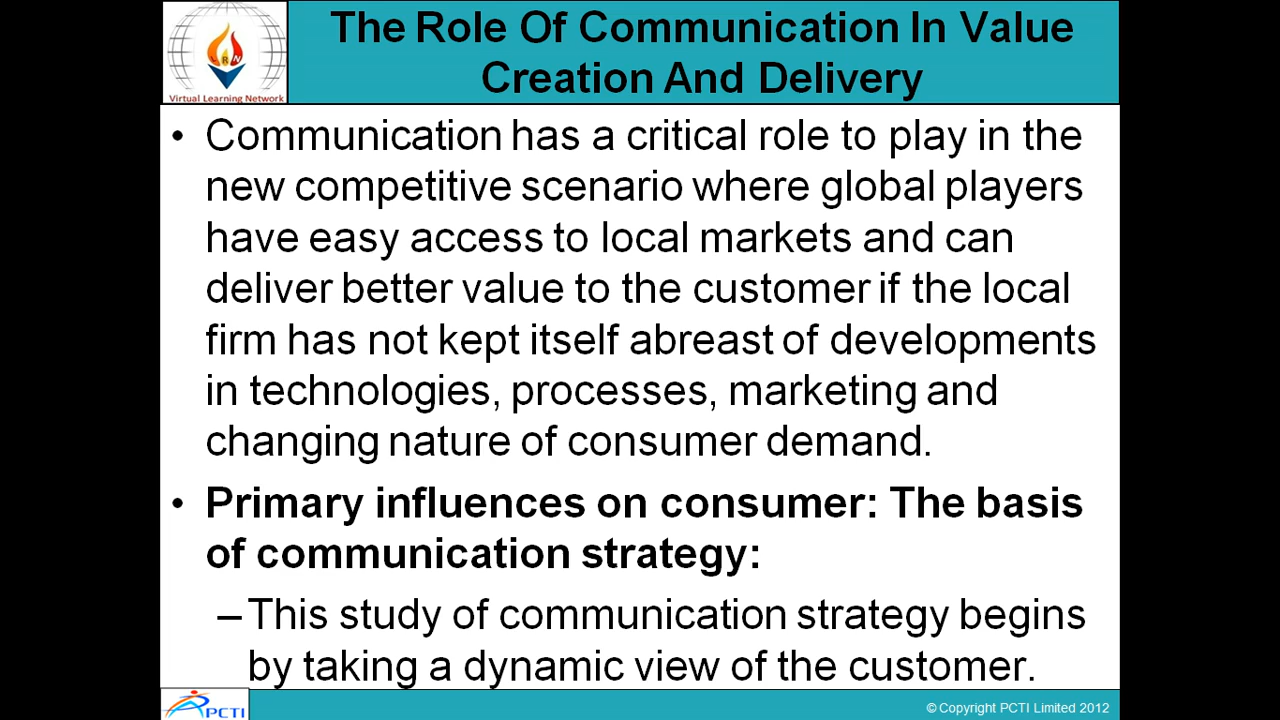 The Role Of Communication In Value
Creation And Delivery
VLRN
Virtual Learning Network
• Communication has a critical role to play in the
new competitive scenario where global players
have easy access to local markets and can
deliver better value to the customer if the local
firm has not kept itself abreast of developments
in technologies, processes, marketing and
changing nature of consumer demand.
• Primary influences on consumer: The basis
of communication strategy:
– This study of communication strategy begins
by taking a dynamic view of the customer.
PCTI
© Copyright PCTI Limited 2012